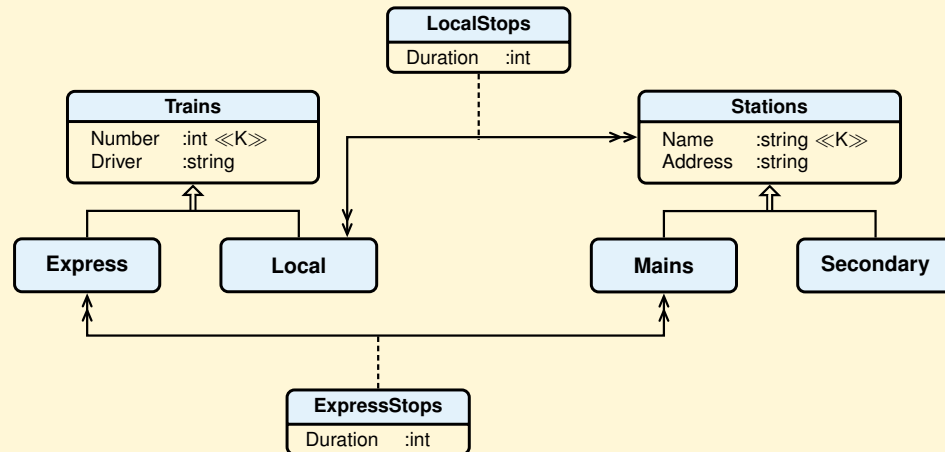 LocalStops
Duration :int
Trains
Number :int ≪K≫
Driver :string
Stations
Name :string ≪K≫
Address :string
Express
Local
Mains
Secondary
ExpressStops
Duration :int